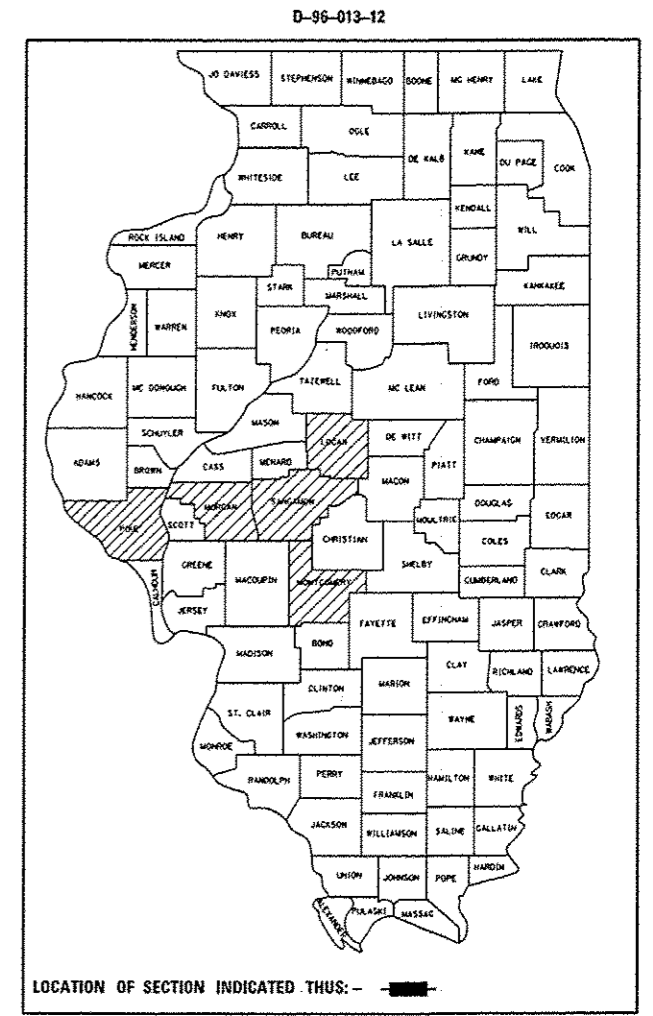 D-96-013-12
JO DAVIESS STEPHENSON WINNEBAGO BOONE MC HENRY LAKE
CARROLL OGLE DE KALB KANE DU PAGE COOK
WHITESIDE LEE
KENDALL
ROCK ISLAND HENRY BUREAU LA SALLE WILL
MERCER PUTNAM GRUNDY
STARK MARSHALL KANKAKEE
HENDERSON WARREN KNOX PEORIA WOODFORD LIVINGSTON IROQUOIS
HANCOCK MC DONOUGH FULTON TAZEWELL MC LEAN FORD
MASON
SCHUYLER LOGAN DE WITT CHAMPAIGN VERMILION
ADAMS BROWN CASS MENARD PIATT
MACON
PIKE SCOTT MORGAN SANGAMON MOULTRIE DOUGLAS EDGAR
CHRISTIAN COLES
GREENE MACOUPIN MONTGOMERY SHELBY CUMBERLAND CLARK
CALHOUN JERSEY
FAYETTE EFFINGHAM JASPER CRAWFORD
MADISON BOND
CLAY RICHLAND LAWRENCE
CLINTON MARION
ST. CLAIR WAYNE EDWARDS WABASH
MONROE WASHINGTON JEFFERSON
RANDOLPH PERRY HAMILTON WHITE
FRANKLIN
JACKSON WILLIAMSON SALINE GALLATIN
UNION JOHNSON POPE HARDIN
ALEXANDER PULASKI MASSAC
LOCATION OF SECTION INDICATED THUS: -